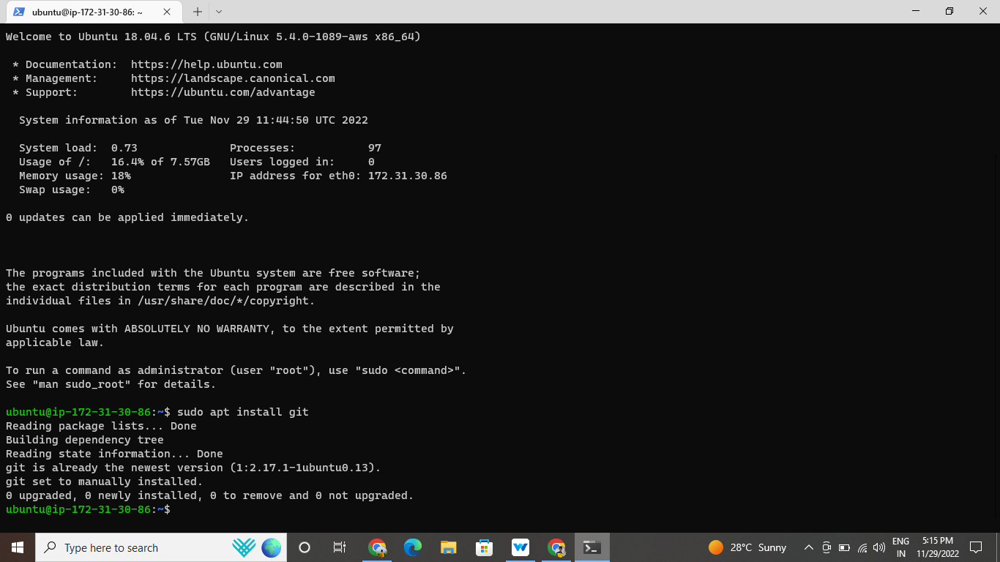 ubuntu@ip-172-31-30-86: ~
Welcome to Ubuntu 18.04.6 LTS (GNU/Linux 5.4.0-1089-aws x86_64)
* Documentation:  https://help.ubuntu.com
* Management:     https://landscape.canonical.com
* Support:        https://ubuntu.com/advantage
System information as of Tue Nov 29 11:44:50 UTC 2022
System load:  0.73              Processes:           97
Usage of /:   16.4% of 7.57GB   Users logged in:     0
Memory usage: 18%               IP address for eth0: 172.31.30.86
Swap usage:   0%
0 updates can be applied immediately.
The programs included with the Ubuntu system are free software;
the exact distribution terms for each program are described in the
individual files in /usr/share/doc/*/copyright.
Ubuntu comes with ABSOLUTELY NO WARRANTY, to the extent permitted by
applicable law.
To run a command as administrator (user "root"), use "sudo <command>".
See "man sudo_root" for details.
ubuntu@ip-172-31-30-86:~$ sudo apt install git
Reading package lists... Done
Building dependency tree
Reading state information... Done
git is already the newest version (1:2.17.1-1ubuntu0.13).
git set to manually installed.
0 upgraded, 0 newly installed, 0 to remove and 0 not upgraded.
ubuntu@ip-172-31-30-86:~$
Type here to search
28°C Sunny
ENG
IN
5:15 PM
11/29/2022